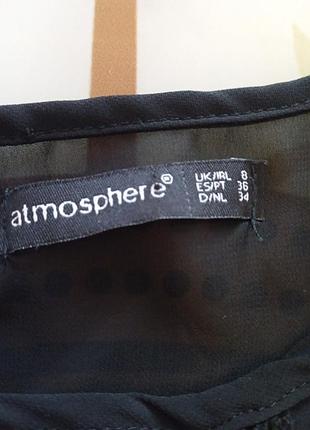 atmosphere®
UK/IRL 8
ES/PT 36
D/NL 34